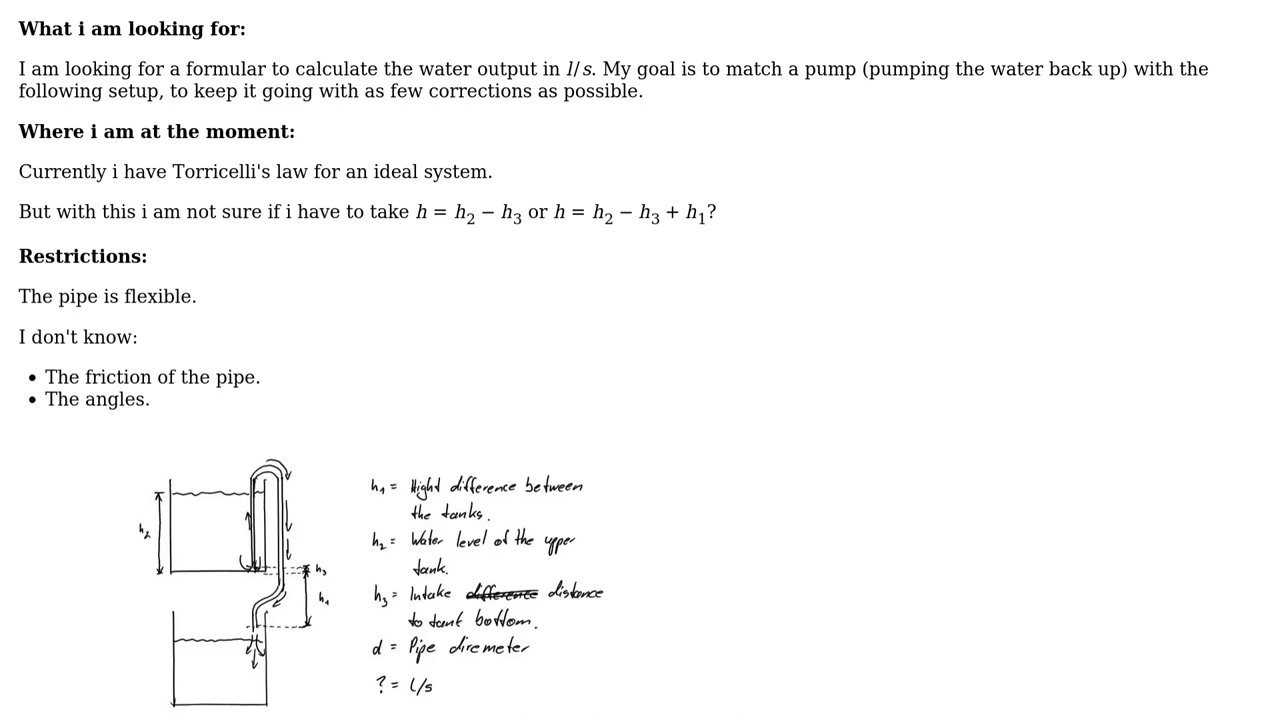 What i am looking for:
I am looking for a formular to calculate the water output in l/s. My goal is to match a pump (pumping the water back up) with the
following setup, to keep it going with as few corrections as possible.
Where i am at the moment:
Currently i have Torricelli's law for an ideal system.
But with this i am not sure if i have to take h = h₂ − h₃ or h = h₂ − h₃ + h₁?
Restrictions:
The pipe is flexible.
I don't know:
• The friction of the pipe.
• The angles.
h₂
h₃
h₁
h₁ = Hight difference between
the tanks.
h₂ = Water level of the upper
tank.
h₃ = Intake difference distance
to tank bottom.
d = Pipe diremeter
? = l/s